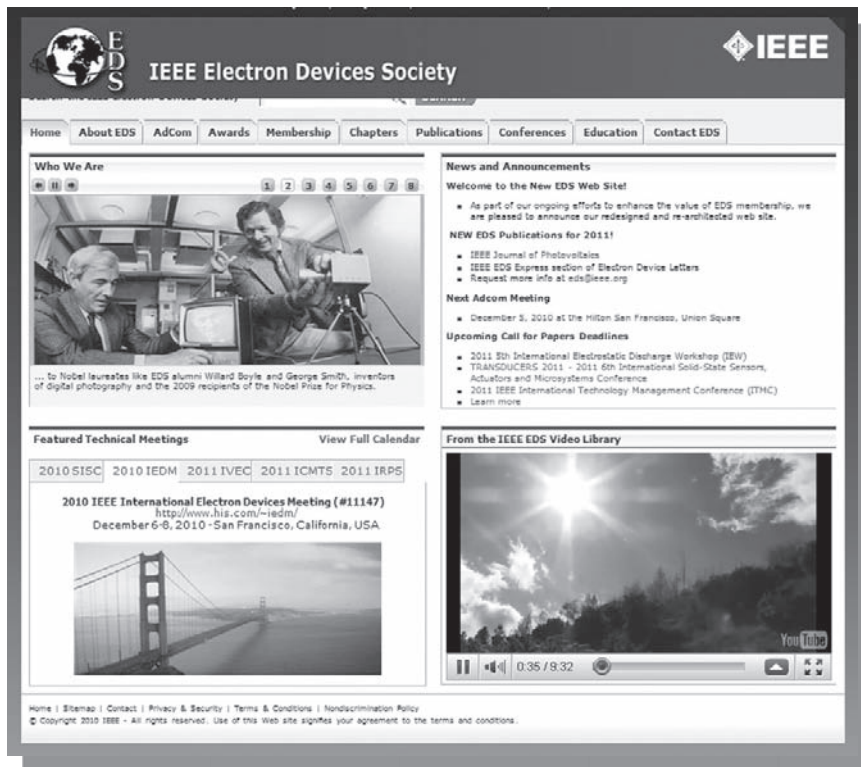 EDS
IEEE Electron Devices Society
IEEE
Search the IEEE Electron Devices Society
SEARCH
Home About EDS AdCom Awards Membership Chapters Publications Conferences Education Contact EDS
Who We Are
1 2 3 4 5 6 7 8
... to Nobel laureates like EDS alumni Willard Boyle and George Smith, inventors
of digital photography and the 2009 recipients of the Nobel Prize for Physics.
News and Announcements
Welcome to the New EDS Web Site!
As part of our ongoing efforts to enhance the value of EDS membership, we
are pleased to announce our redesigned and re-architected web site.
NEW EDS Publications for 2011!
IEEE Journal of Photovoltaics
IEEE EDS Express section of Electron Device Letters
Request more info at eds@ieee.org
Next Adcom Meeting
December 5, 2010 at the Hilton San Francisco, Union Square
Upcoming Call for Papers Deadlines
2011 5th International Electrostatic Discharge Workshop (IEW)
TRANSDUCERS 2011 - 2011 6th International Solid-State Sensors,
Actuators and Microsystems Conference
2011 IEEE International Technology Management Conference (ITMC)
Learn more
Featured Technical Meetings View Full Calendar
2010 SISC 2010 IEDM 2011 IVEC 2011 ICMTS 2011 IRPS
2010 IEEE International Electron Devices Meeting (#11147)
http://www.his.com/~iedm/
December 6-8, 2010 - San Francisco, California, USA
From the IEEE EDS Video Library
YouTube
0:35 / 9:32
Home | Sitemap | Contact | Privacy & Security | Terms & Conditions | Nondiscrimination Policy
© Copyright 2010 IEEE - All rights reserved. Use of this Web site signifies your agreement to the terms and conditions.